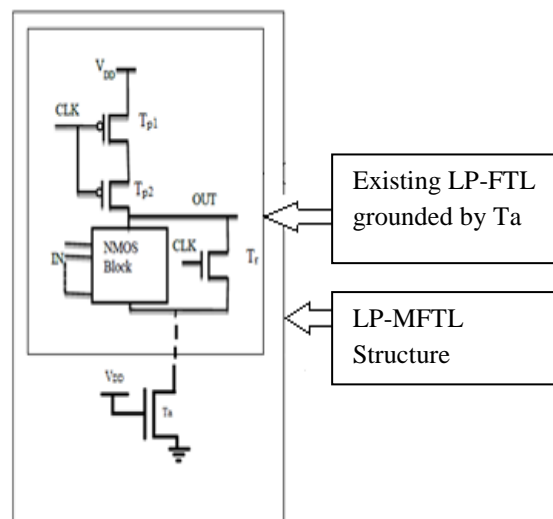 VDD
CLK
Tp1
Tp2
OUT
NMOS
Block
IN
CLK
Tr
VDD
Ta
Existing LP-FTL
grounded by Ta
LP-MFTL
Structure